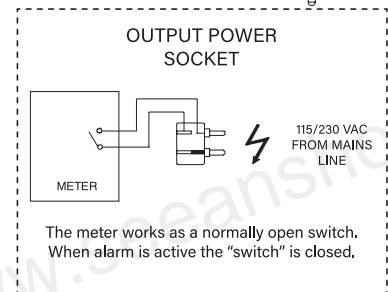 OUTPUT POWER
SOCKET
115/230 VAC
FROM MAINS
LINE
METER
The meter works as a normally open switch.
When alarm is active the “switch” is closed.